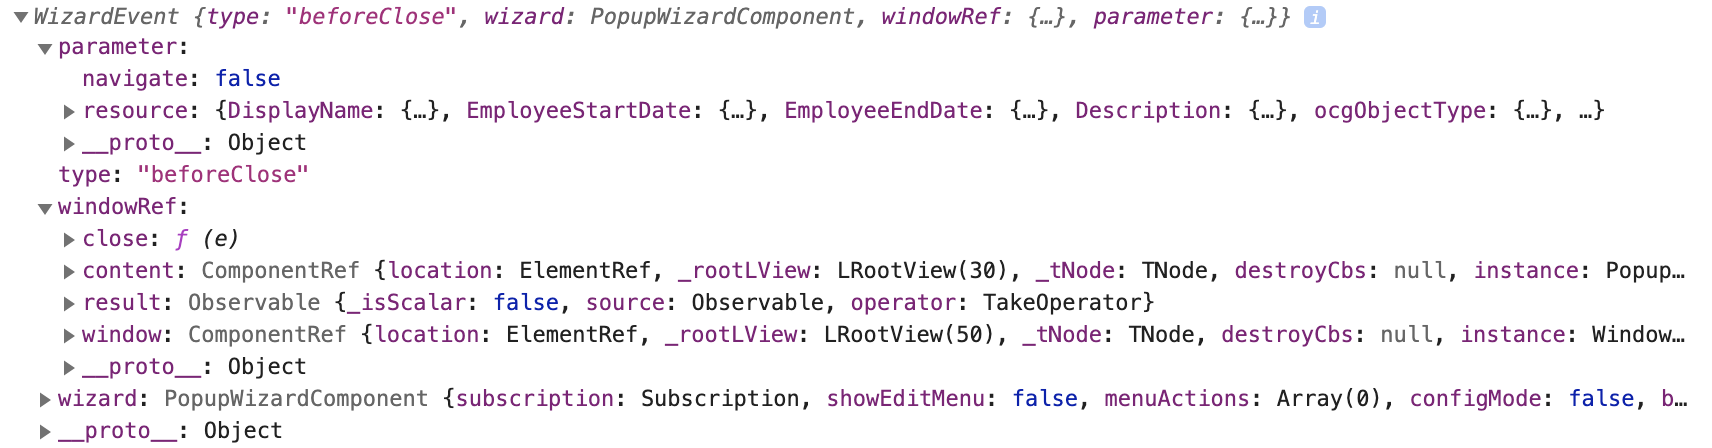 ▼WizardEvent {type: "beforeClose", wizard: PopupWizardComponent, windowRef: {…}, parameter: {…}} i
▼parameter:
navigate: false
▶resource: {DisplayName: {…}, EmployeeStartDate: {…}, EmployeeEndDate: {…}, Description: {…}, ocgObjectType: {…}, …}
▶__proto__: Object
type: "beforeClose"
▼windowRef:
▶close: ƒ (e)
▶content: ComponentRef {location: ElementRef, _rootLView: LRootView(30), _tNode: TNode, destroyCbs: null, instance: Popup…
▶result: Observable {_isScalar: false, source: Observable, operator: TakeOperator}
▶window: ComponentRef {location: ElementRef, _rootLView: LRootView(50), _tNode: TNode, destroyCbs: null, instance: Window…
▶__proto__: Object
▶wizard: PopupWizardComponent {subscription: Subscription, showEditMenu: false, menuActions: Array(0), configMode: false, b…
▶__proto__: Object